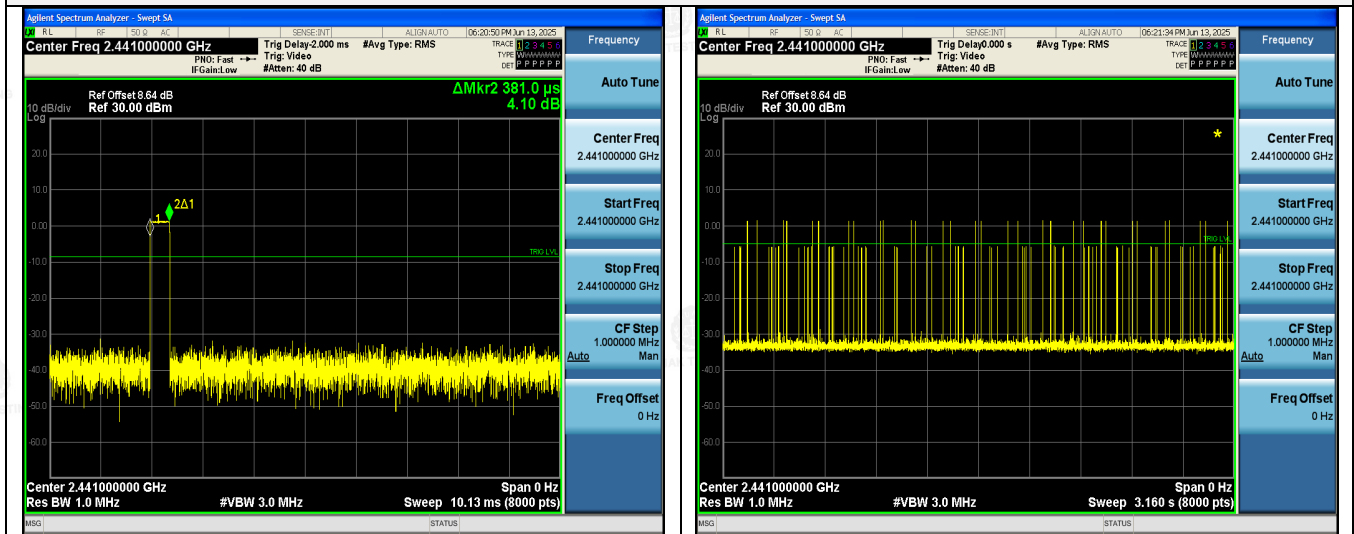 Agilent Spectrum Analyzer - Swept SA
LXI RL RF 50 Ω AC SENSE:INT ALIGN AUTO 06:20:50 PM Jun 13, 2025
Center Freq 2.441000000 GHz
Trig Delay-2.000 ms #Avg Type: RMS
TRACE 1 2 3 4 5 6
PNO: Fast Trig: Video
TYPE WWWWWW
IFGain:Low #Atten: 40 dB
DET P P P P P P
ΔMkr2 381.0 µs
4.10 dB
Ref Offset 8.64 dB
10 dB/div Ref 30.00 dBm
Log
20.0
10.0
2Δ1
1
0.00
TRIG LVL
-10.0
-20.0
-30.0
-40.0
-50.0
-60.0
Center 2.441000000 GHz Span 0 Hz
Res BW 1.0 MHz #VBW 3.0 MHz Sweep 10.13 ms (8000 pts)
MSG STATUS
Frequency
Auto Tune
Center Freq
2.441000000 GHz
Start Freq
2.441000000 GHz
Stop Freq
2.441000000 GHz
CF Step
1.000000 MHz
Auto Man
Freq Offset
0 Hz
Agilent Spectrum Analyzer - Swept SA
LXI RL RF 50 Ω AC SENSE:INT ALIGN AUTO 06:21:34 PM Jun 13, 2025
Center Freq 2.441000000 GHz
Trig Delay0.000 s #Avg Type: RMS
TRACE 1 2 3 4 5 6
PNO: Fast Trig: Video
TYPE WWWWWW
IFGain:Low #Atten: 40 dB
DET P P P P P P
Ref Offset 8.64 dB
10 dB/div Ref 30.00 dBm
Log
*
20.0
10.0
0.00
TRIG LVL
-10.0
-20.0
-30.0
-40.0
-50.0
-60.0
Center 2.441000000 GHz Span 0 Hz
Res BW 1.0 MHz #VBW 3.0 MHz Sweep 3.160 s (8000 pts)
MSG STATUS
Frequency
Auto Tune
Center Freq
2.441000000 GHz
Start Freq
2.441000000 GHz
Stop Freq
2.441000000 GHz
CF Step
1.000000 MHz
Auto Man
Freq Offset
0 Hz